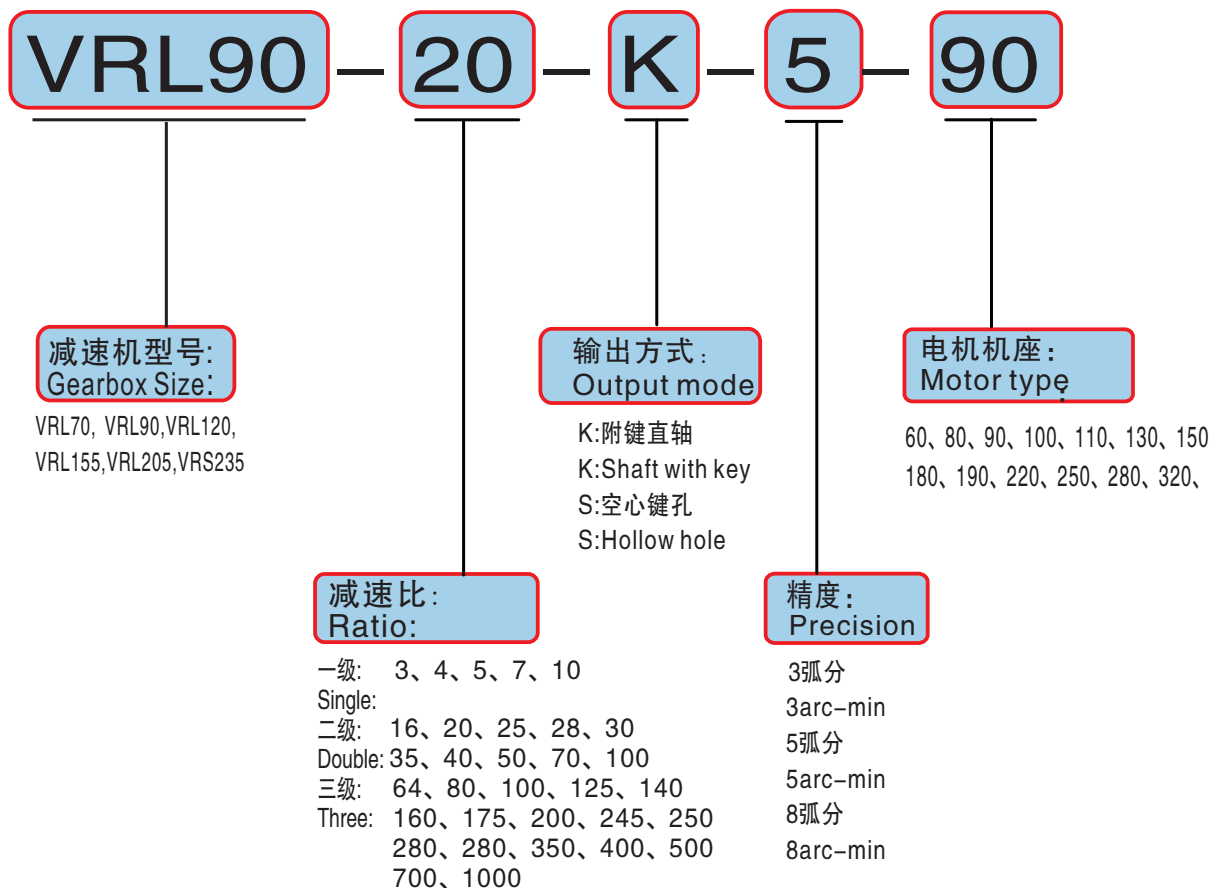 VRL90 — 20 — K — 5 — 90
减速机型号:
Gearbox Size:
VRL70, VRL90,VRL120,
VRL155,VRL205,VRS235
输出方式:
Output mode
K:附键直轴
K:Shaft with key
S:空心键孔
S:Hollow hole
电机机座:
Motor type:
60、80、90、100、110、130、150
180、190、220、250、280、320、
减速比:
Ratio:
一级: 3、4、5、7、10
Single:
二级: 16、20、25、28、30
Double: 35、40、50、70、100
三级: 64、80、100、125、140
Three: 160、175、200、245、250
280、280、350、400、500
700、1000
精度:
Precision
3弧分
3arc-min
5弧分
5arc-min
8弧分
8arc-min